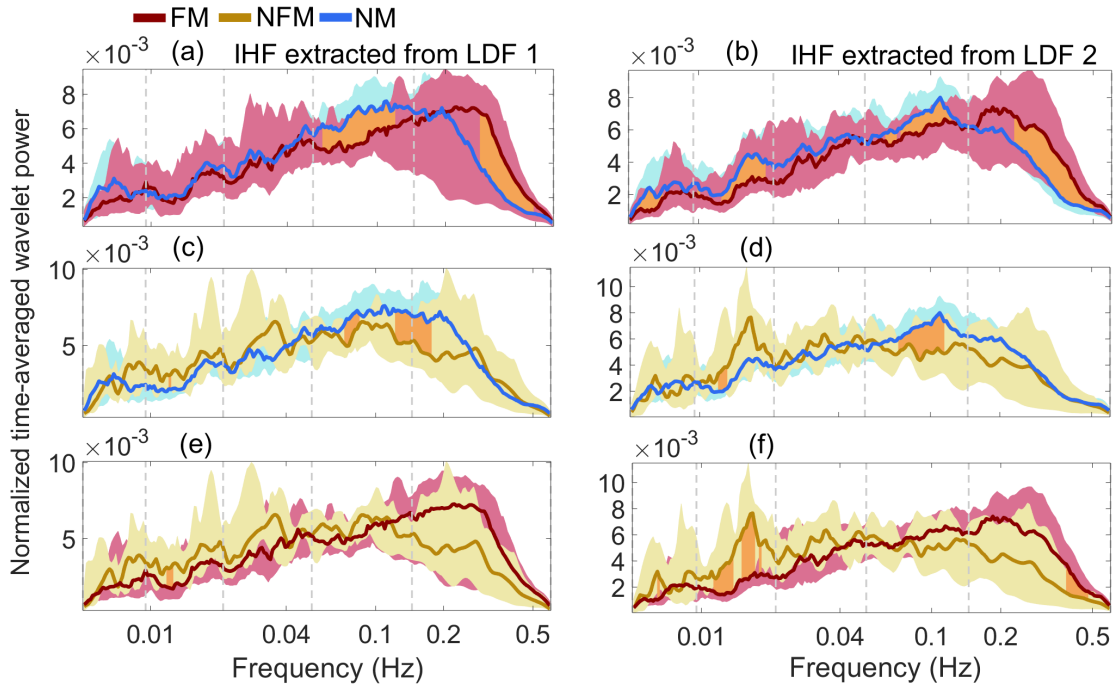 FM NFM NM
×10⁻³ (a) IHF extracted from LDF 1
8
6
4
2
×10⁻³ (b) IHF extracted from LDF 2
8
6
4
2
×10⁻³ (c)
10
5
×10⁻³ (d)
10
8
6
4
2
×10⁻³ (e)
10
5
×10⁻³ (f)
10
8
6
4
2
Normalized time-averaged wavelet power
0.01 0.04 0.1 0.2 0.5
Frequency (Hz)
0.01 0.04 0.1 0.2 0.5
Frequency (Hz)